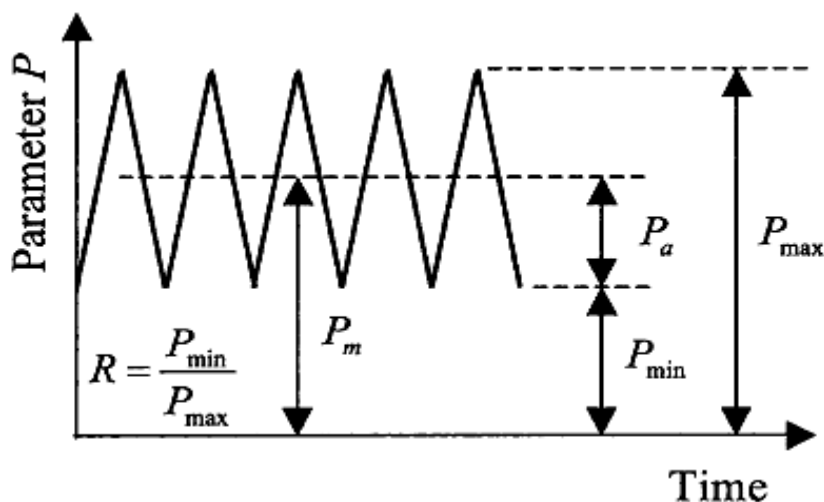 Parameter P
P_a
P_max
P_m
P_min
R = P_min / P_max
Time